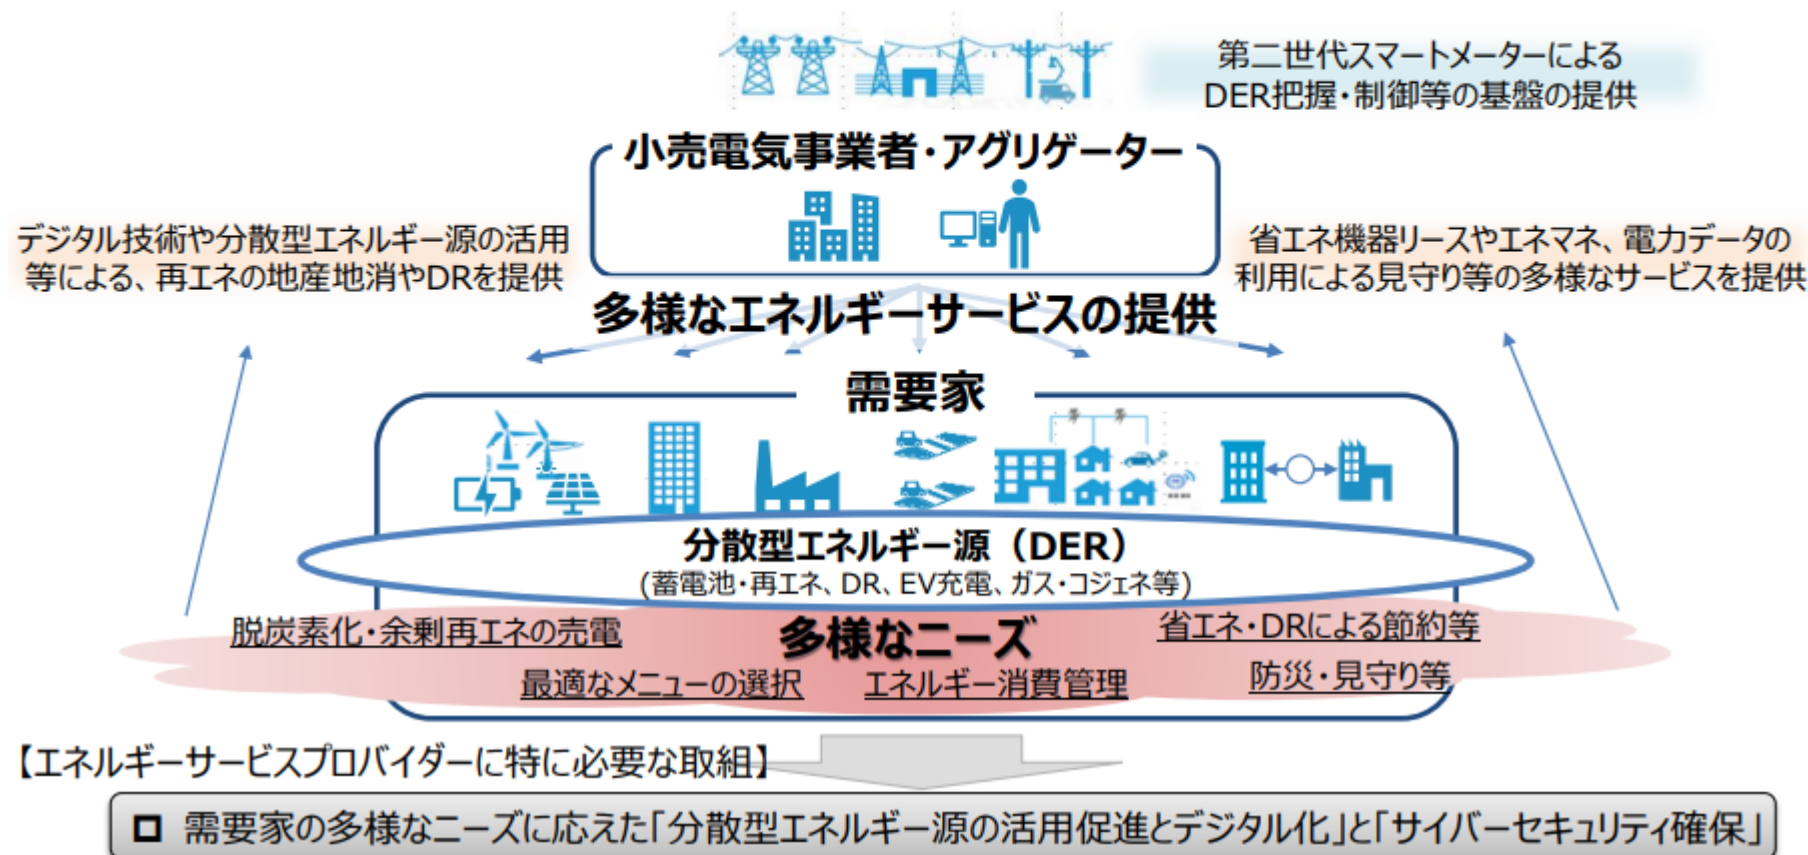 第二世代スマートメーターによる
DER把握・制御等の基盤の提供
小売電気事業者・アグリゲーター
デジタル技術や分散型エネルギー源の活用
等による、再エネの地産地消やDRを提供
省エネ機器リースやエネマネ、電力データの
利用による見守り等の多様なサービスを提供
多様なエネルギーサービスの提供
需要家
分散型エネルギー源（DER）
(蓄電池・再エネ、DR、EV充電、ガス・コジェネ等)
脱炭素化・余剰再エネの売電
多様なニーズ
省エネ・DRによる節約等
最適なメニューの選択
エネルギー消費管理
防災・見守り等
【エネルギーサービスプロバイダーに特に必要な取組】
需要家の多様なニーズに応えた「分散型エネルギー源の活用促進とデジタル化」と「サイバーセキュリティ確保」